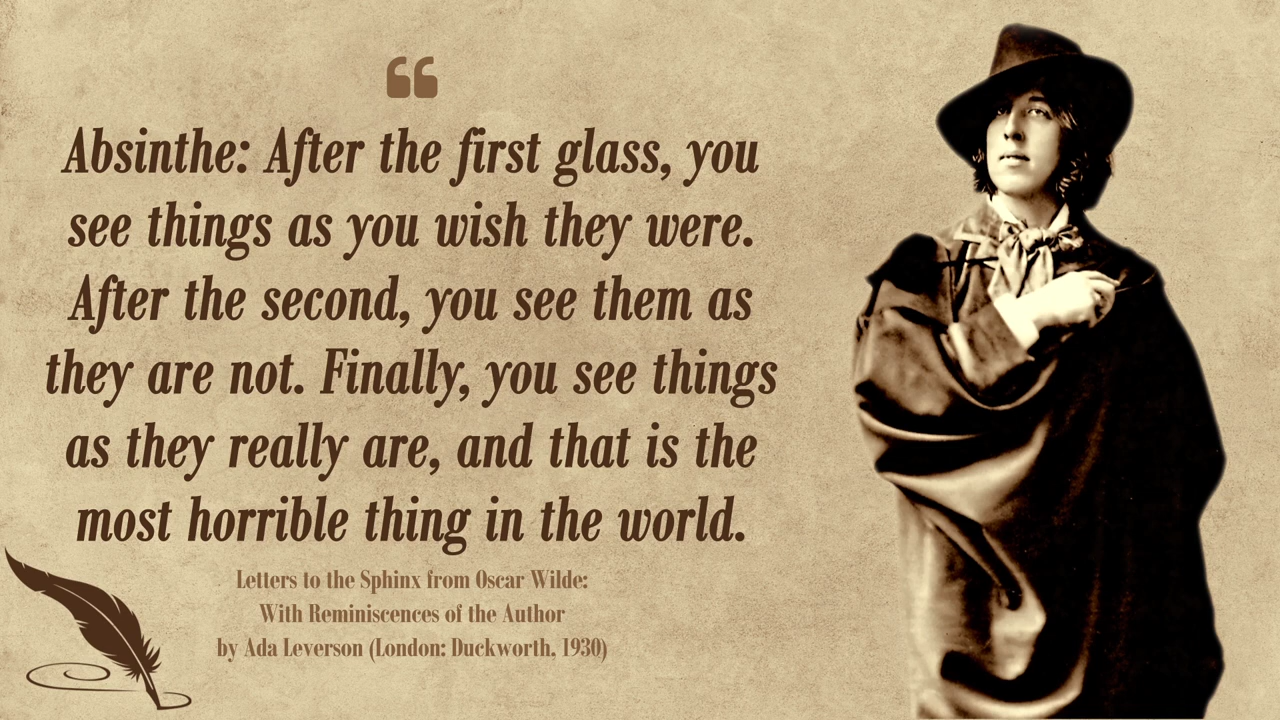 “
Absinthe: After the first glass, you
see things as you wish they were.
After the second, you see them as
they are not. Finally, you see things
as they really are, and that is the
most horrible thing in the world.
Letters to the Sphinx from Oscar Wilde:
With Reminiscences of the Author
by Ada Leverson (London: Duckworth, 1930)